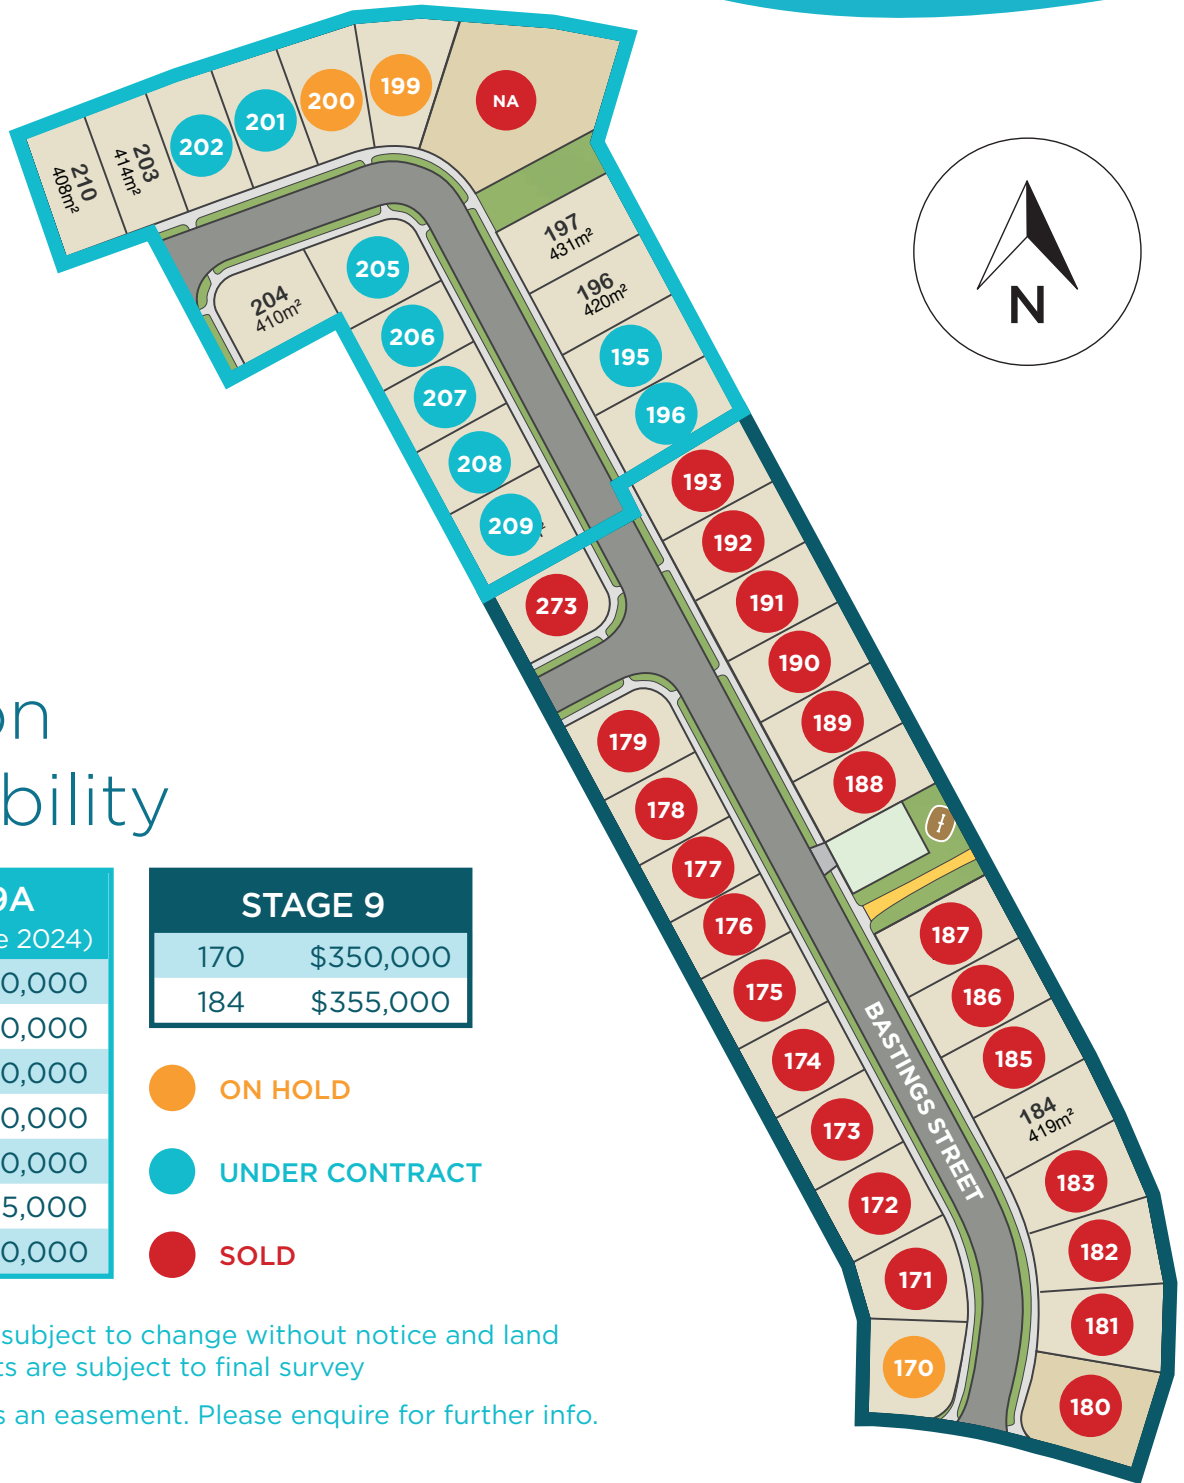 199
200
201
202
NA
203
414m²
210
408m²
197
431m²
205
196
420m²
204
410m²
206
195
207
196
208
193
209
²
192
273
191
190
189
179
188
178
177
176
187
175
186
174
185
184
419m²
173
183
172
182
171
181
170
180
BASTINGS STREET
N
on
bility
9A
e 2024)
0,000
0,000
0,000
0,000
0,000
5,000
0,000
STAGE 9
170 $350,000
184 $355,000
ON HOLD
UNDER CONTRACT
SOLD
subject to change without notice and land
ts are subject to final survey
s an easement. Please enquire for further info.